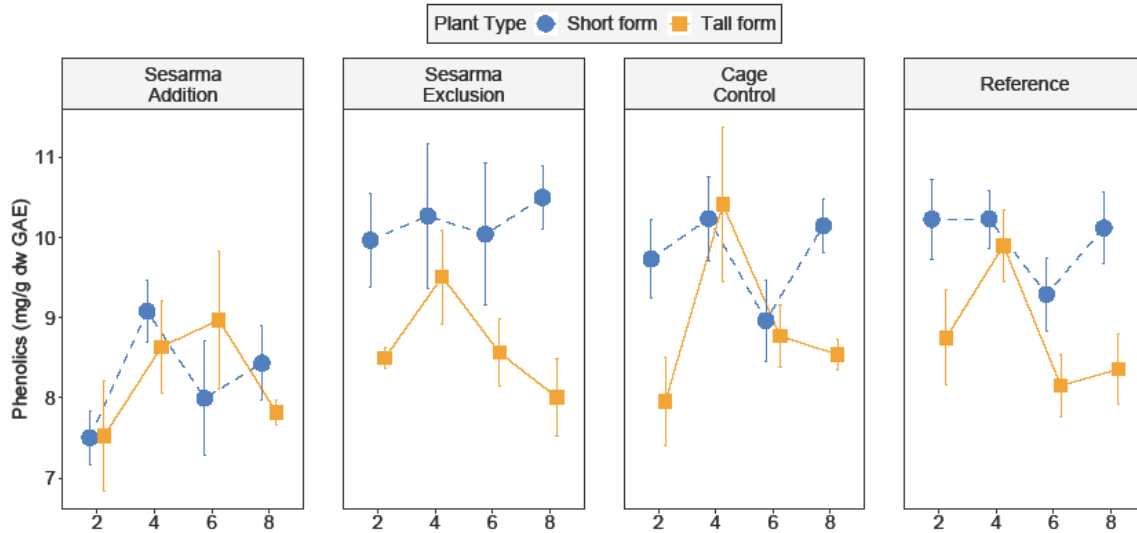 Plant Type Short form Tall form
Sesarma
Addition
Sesarma
Exclusion
Cage
Control
Reference
Phenolics (mg/g dw GAE)
11
10
9
8
7
2 4 6 8 2 4 6 8 2 4 6 8 2 4 6 8